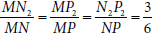 MN₂/MN = MP₂/MP = N₂P₂/NP = 3/6